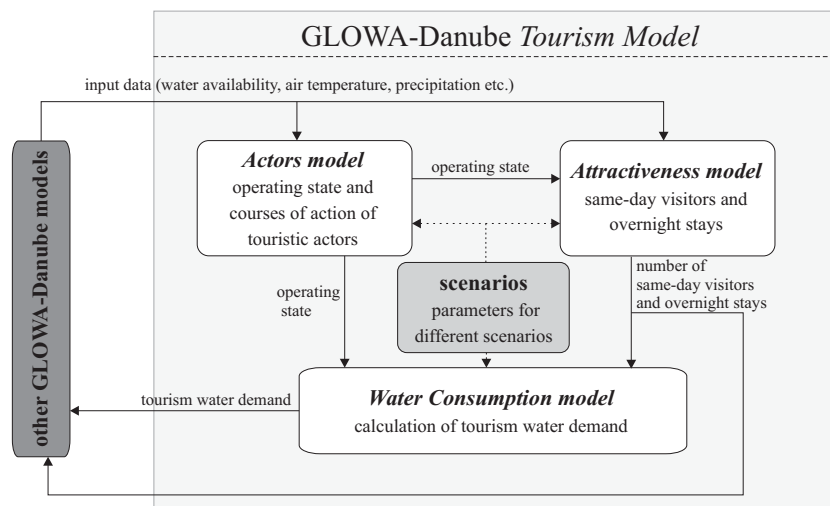 GLOWA-Danube Tourism Model
input data (water availability, air temperature, precipitation etc.)
other GLOWA-Danube models
Actors model
operating state and
courses of action of
touristic actors
operating state
Attractiveness model
same-day visitors and
overnight stays
operating
state
scenarios
parameters for
different scenarios
number of
same-day visitors
and overnight stays
tourism water demand
Water Consumption model
calculation of tourism water demand